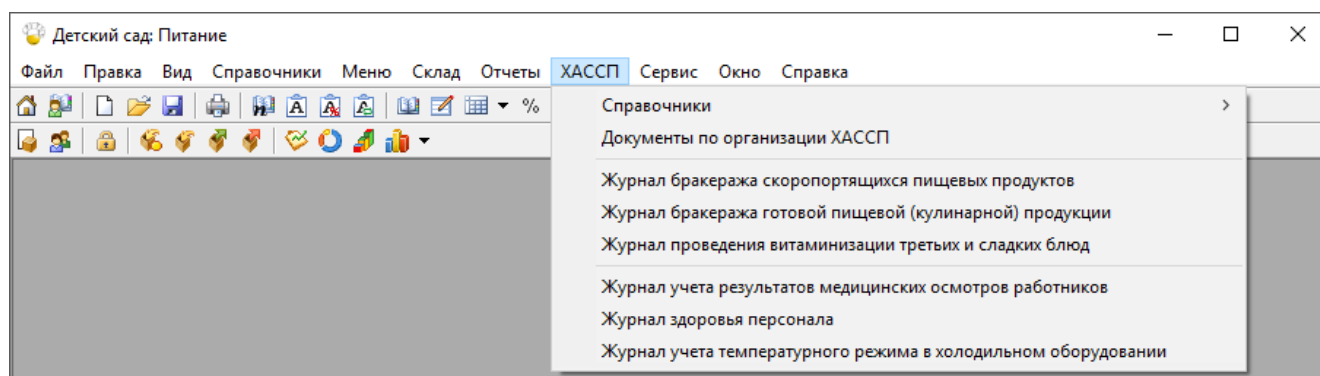 Детский сад: Питание
Файл Правка Вид Справочники Меню Склад Отчеты ХАССП Сервис Окно Справка
%
Справочники
Документы по организации ХАССП
Журнал бракеража скоропортящихся пищевых продуктов
Журнал бракеража готовой пищевой (кулинарной) продукции
Журнал проведения витаминизации третьих и сладких блюд
Журнал учета результатов медицинских осмотров работников
Журнал здоровья персонала
Журнал учета температурного режима в холодильном оборудовании